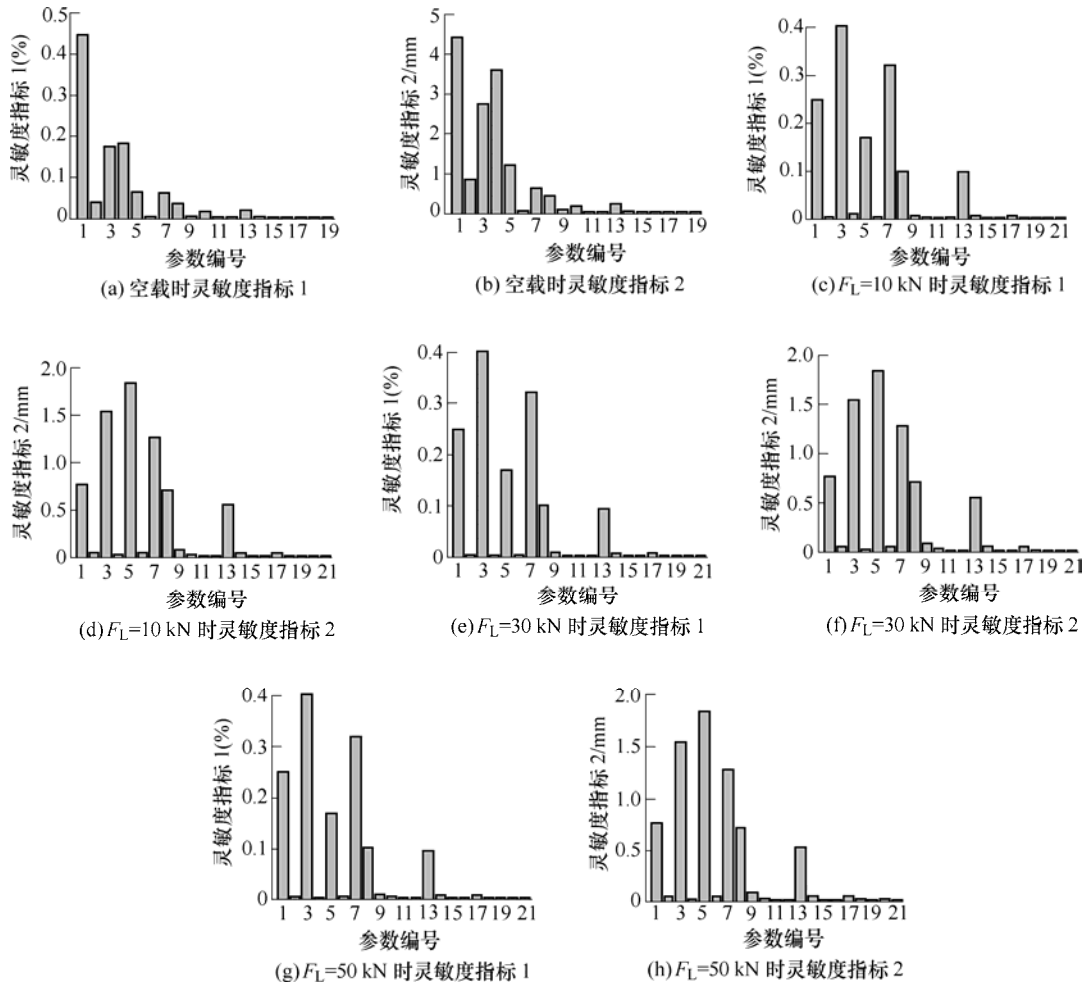 灵敏度指标 1(%)
0.5
0.4
0.3
0.2
0.1
0
1 3 5 7 9 11 13 15 17 19
参数编号
(a) 空载时灵敏度指标 1
灵敏度指标 2/mm
5
4
3
2
1
0
1 3 5 7 9 11 13 15 17 19
参数编号
(b) 空载时灵敏度指标 2
灵敏度指标 1(%)
0.4
0.3
0.2
0.1
0
1 3 5 7 9 11 13 15 17 19 21
参数编号
(c) FL=10 kN 时灵敏度指标 1
灵敏度指标 2/mm
2.0
1.5
1.0
0.5
0
1 3 5 7 9 11 13 15 17 19 21
参数编号
(d) FL=10 kN 时灵敏度指标 2
灵敏度指标 1(%)
0.4
0.3
0.2
0.1
0
1 3 5 7 9 11 13 15 17 19 21
参数编号
(e) FL=30 kN 时灵敏度指标 1
灵敏度指标 2/mm
2.0
1.5
1.0
0.5
0
1 3 5 7 9 11 13 15 17 19 21
参数编号
(f) FL=30 kN 时灵敏度指标 2
灵敏度指标 1(%)
0.4
0.3
0.2
0.1
0
1 3 5 7 9 11 13 15 17 19 21
参数编号
(g) FL=50 kN 时灵敏度指标 1
灵敏度指标 2/mm
2.0
1.5
1.0
0.5
0
1 3 5 7 9 11 13 15 17 19 21
参数编号
(h) FL=50 kN 时灵敏度指标 2